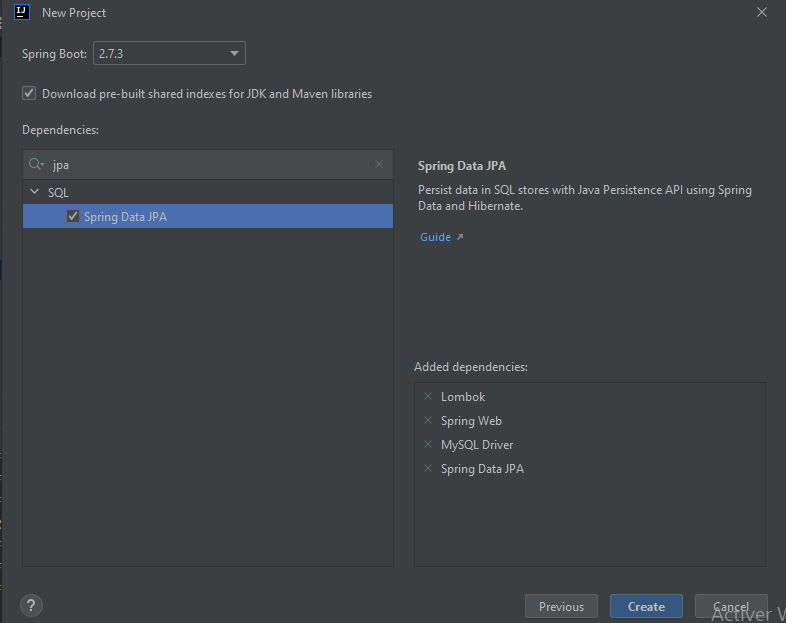 IJ
New Project
Spring Boot: 2.7.3
Download pre-built shared indexes for JDK and Maven libraries
Dependencies:
jpa
SQL
Spring Data JPA
Spring Data JPA
Persist data in SQL stores with Java Persistence API using Spring
Data and Hibernate.
Guide ↗
Added dependencies:
Lombok
Spring Web
MySQL Driver
Spring Data JPA
?
Previous
Create
Cancel
Activer